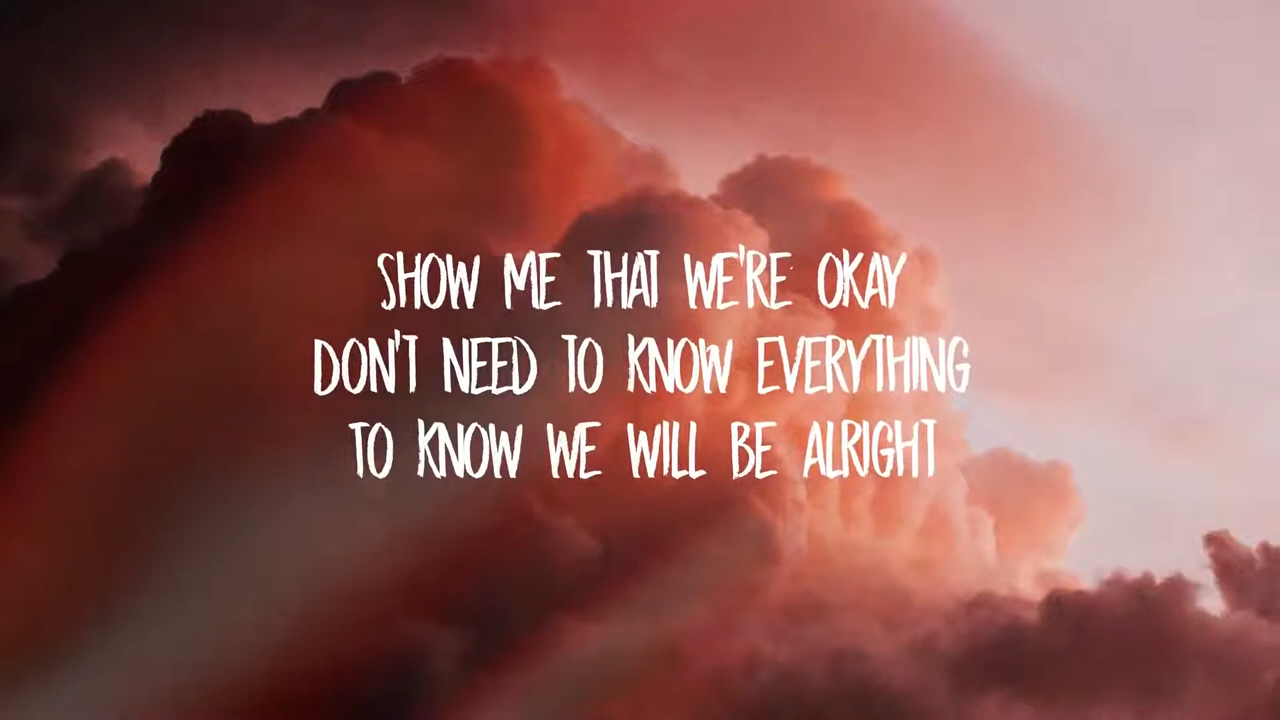 SHOW ME THAT WE'RE OKAY
DON'T NEED TO KNOW EVERYTHING
TO KNOW WE WILL BE ALRIGHT